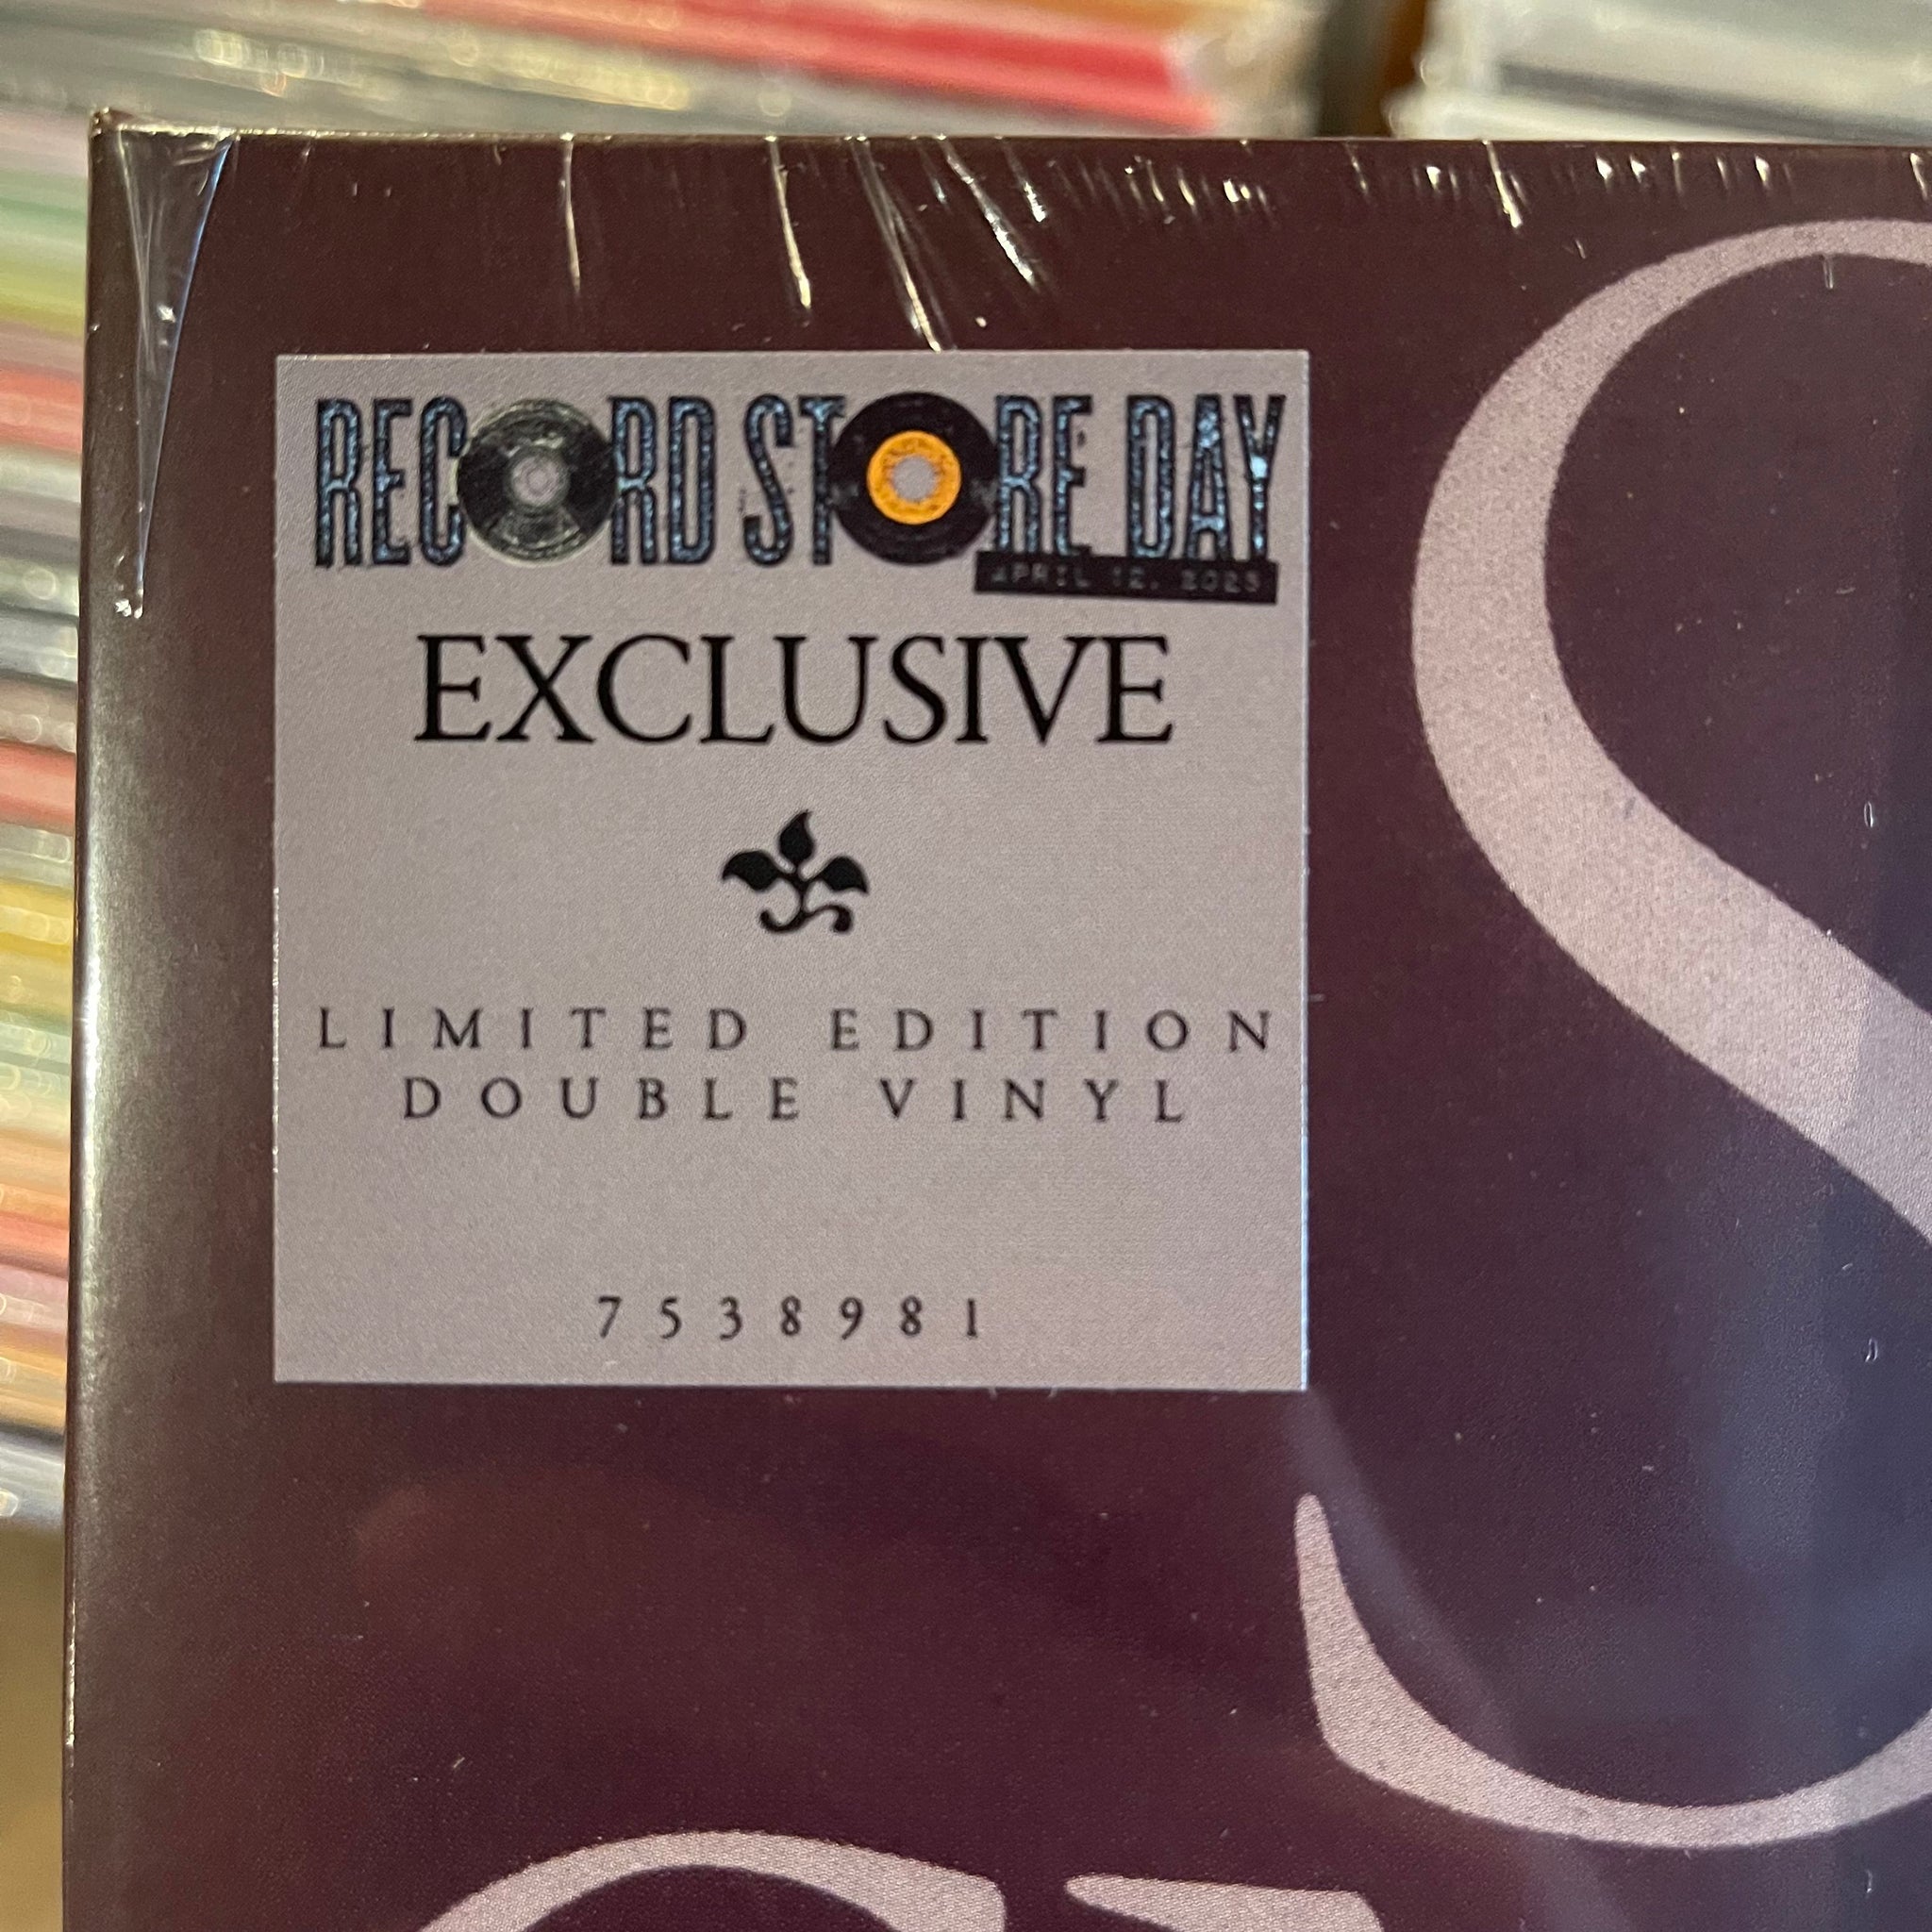 RECORD STORE DAY
APRIL 12, 2025
EXCLUSIVE
LIMITED EDITION
DOUBLE VINYL
7538981
S